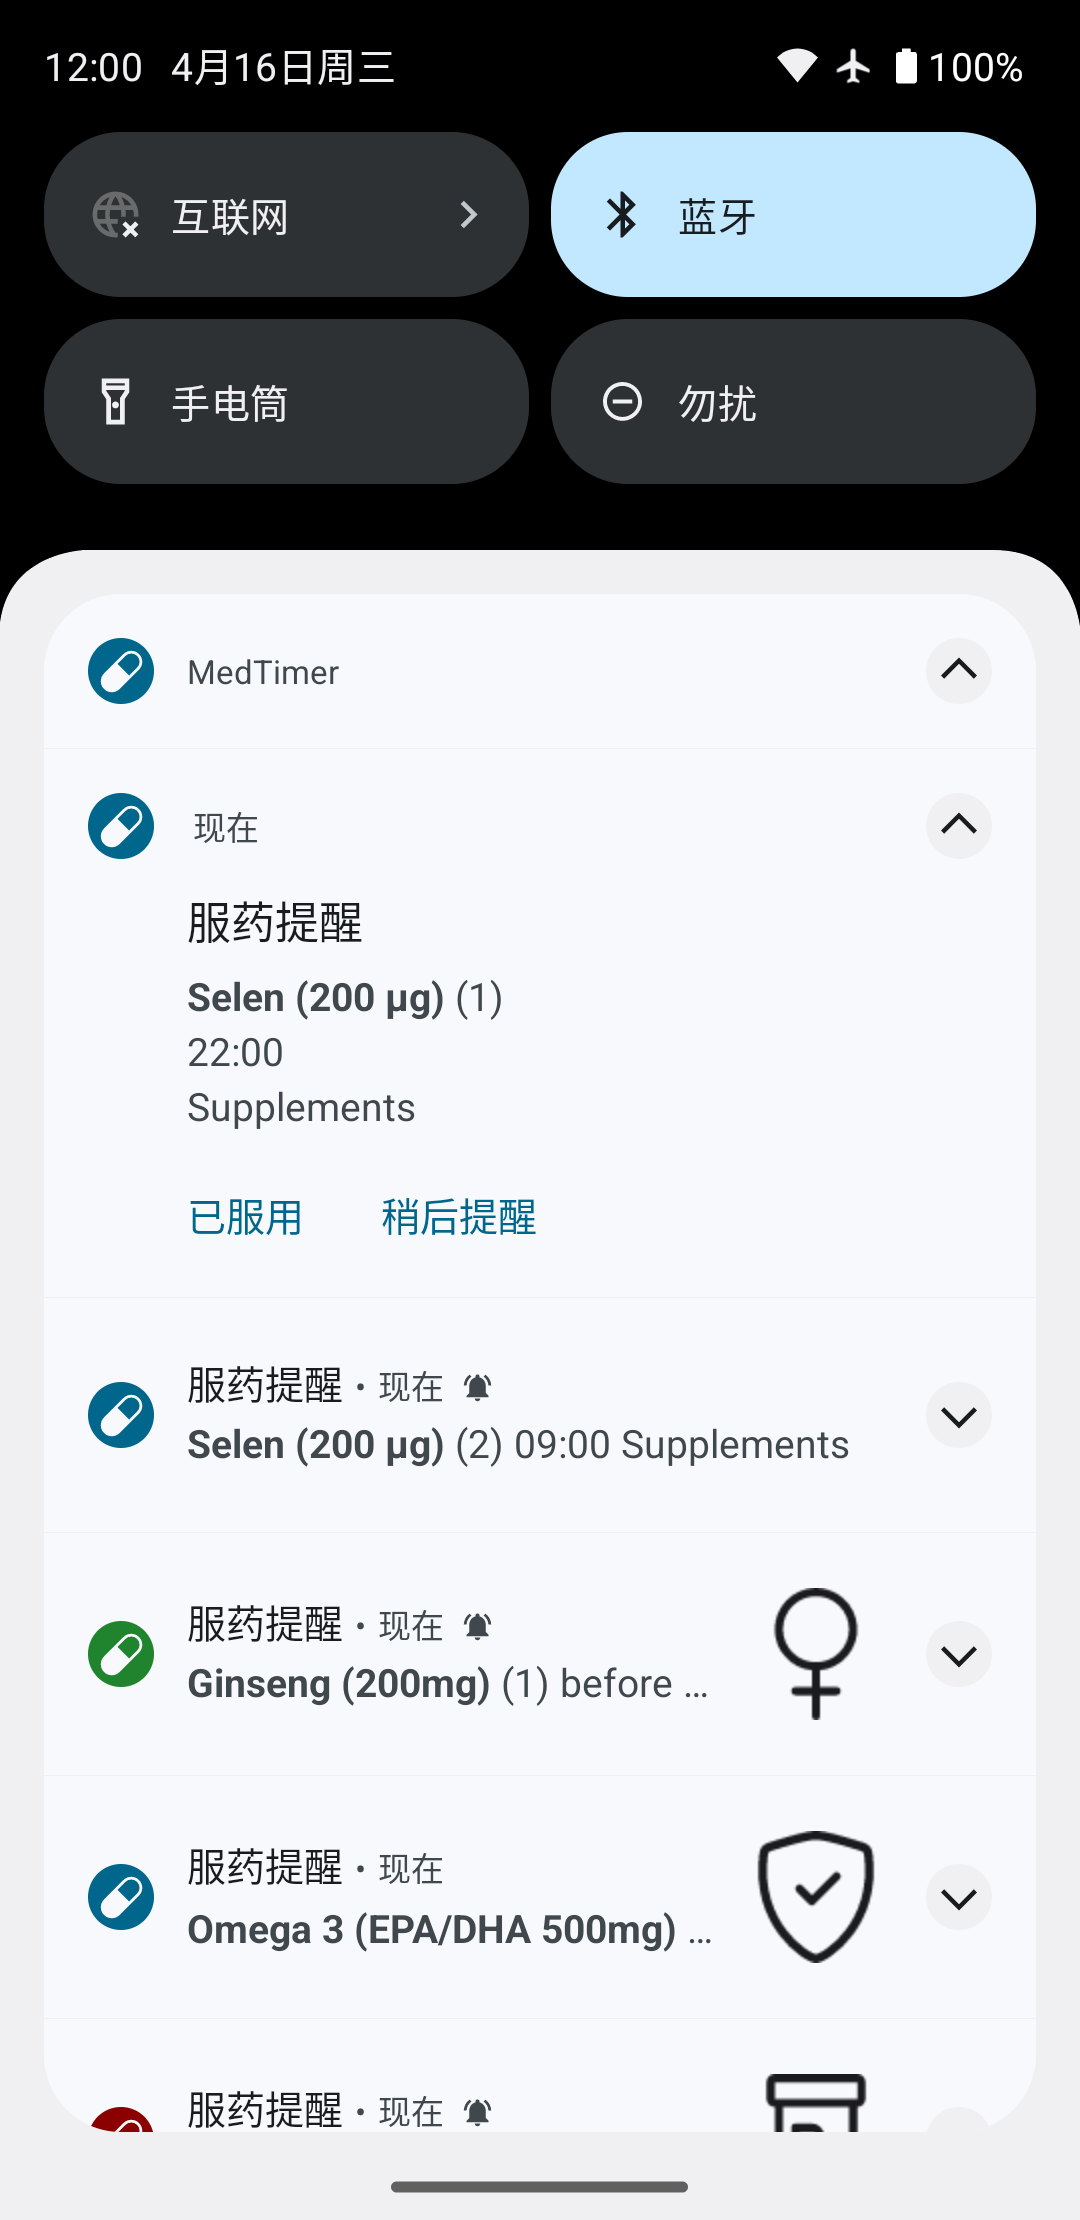 12:00 4月16日周三 100%
互联网
蓝牙
手电筒
勿扰
MedTimer
现在
服药提醒
Selen (200 µg) (1)
22:00
Supplements
已服用 稍后提醒
服药提醒 • 现在
Selen (200 µg) (2) 09:00 Supplements
服药提醒 • 现在
Ginseng (200mg) (1) before …
服药提醒 • 现在
Omega 3 (EPA/DHA 500mg) …
服药提醒 • 现在